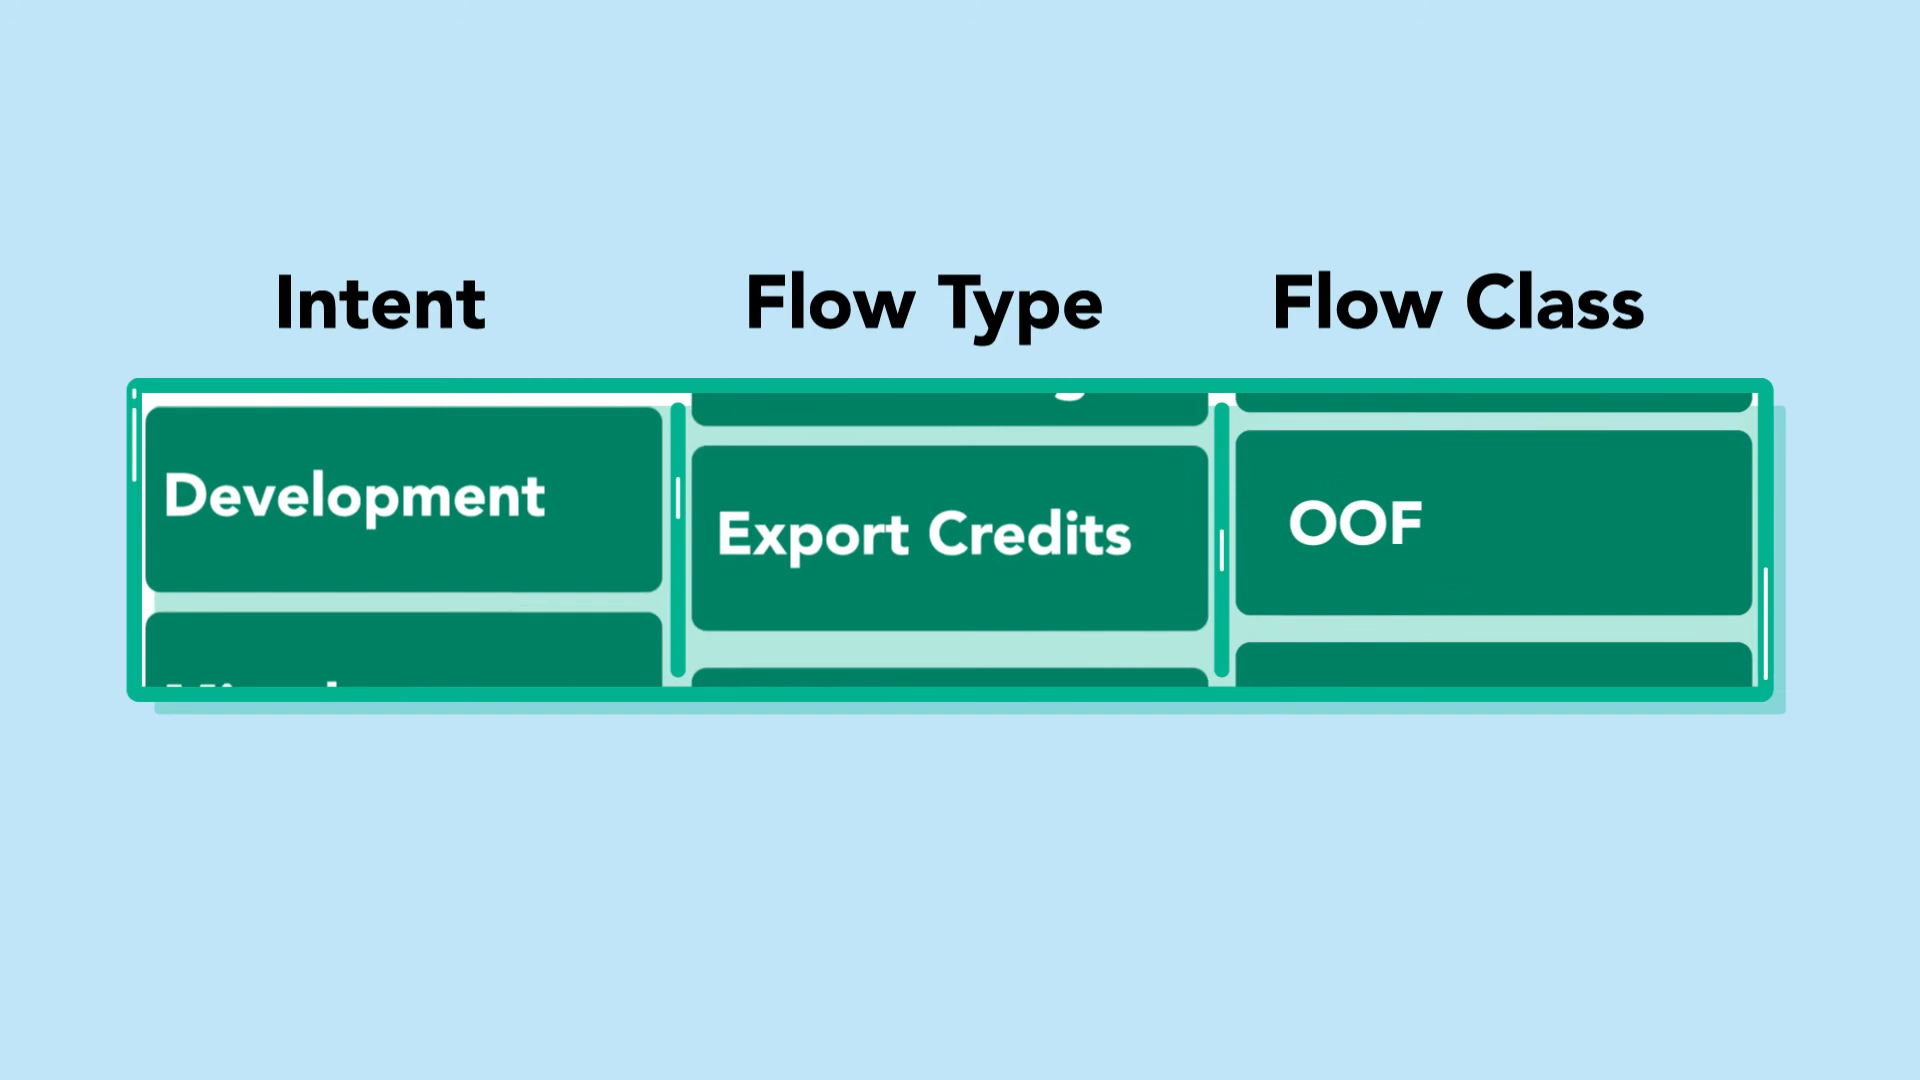 Intent
Flow Type
Flow Class
Development
Export Credits
OOF